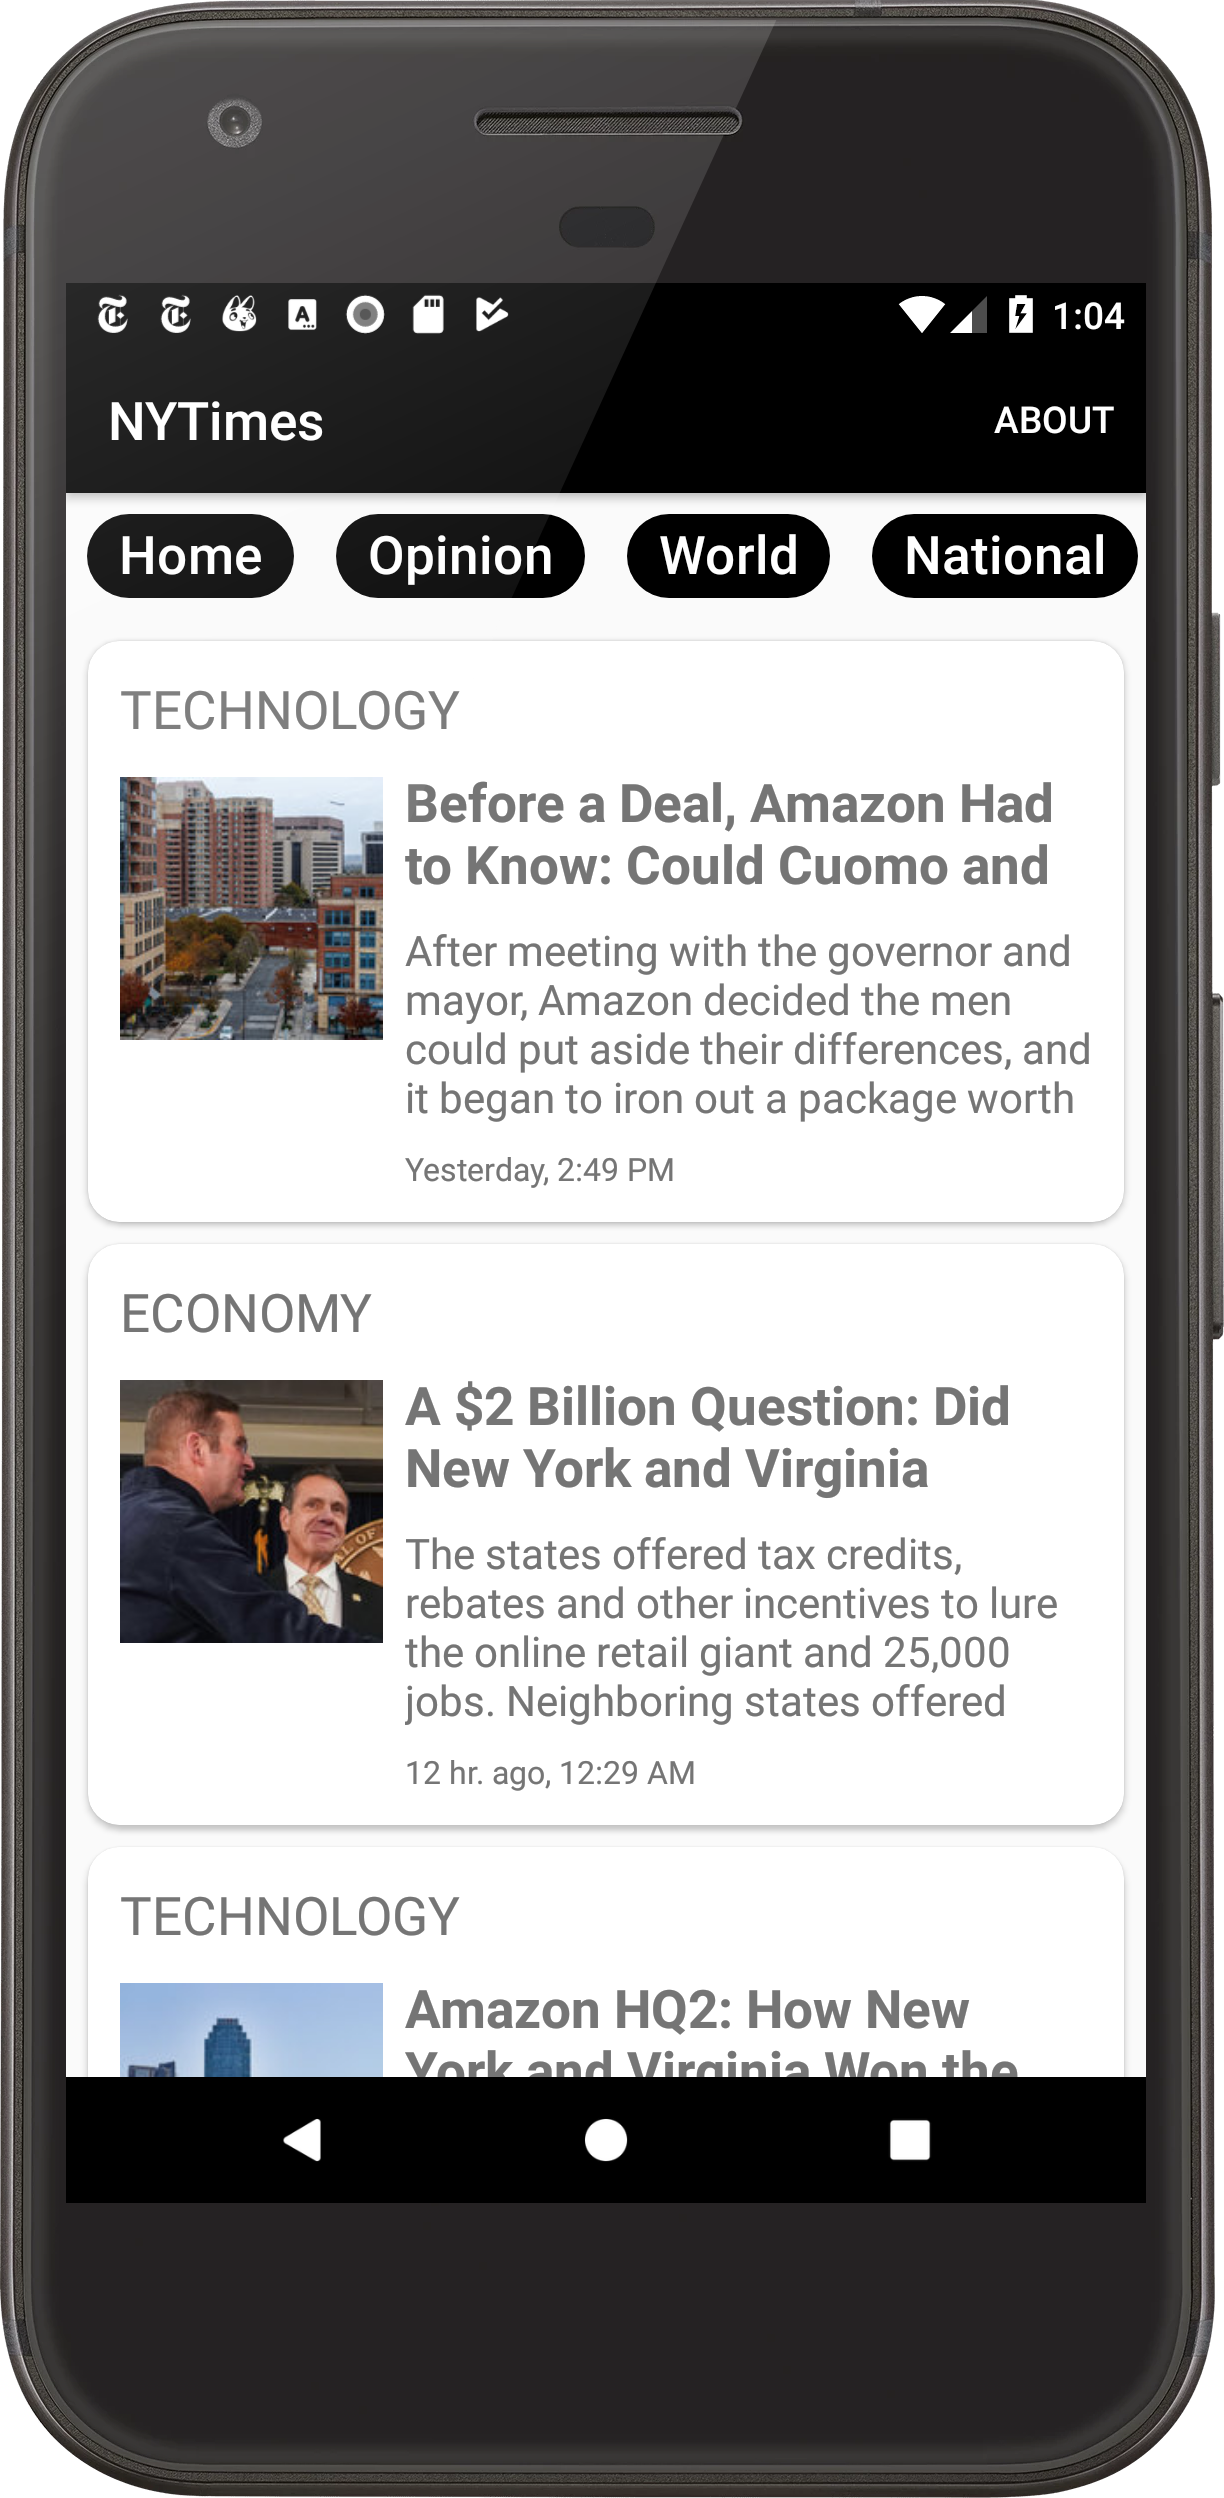 1:04
NYTimes
ABOUT
Home
Opinion
World
National
TECHNOLOGY
Before a Deal, Amazon Had
to Know: Could Cuomo and
After meeting with the governor and
mayor, Amazon decided the men
could put aside their differences, and
it began to iron out a package worth
Yesterday, 2:49 PM
ECONOMY
A $2 Billion Question: Did
New York and Virginia
The states offered tax credits,
rebates and other incentives to lure
the online retail giant and 25,000
jobs. Neighboring states offered
12 hr. ago, 12:29 AM
TECHNOLOGY
Amazon HQ2: How New
York and Virginia Won the